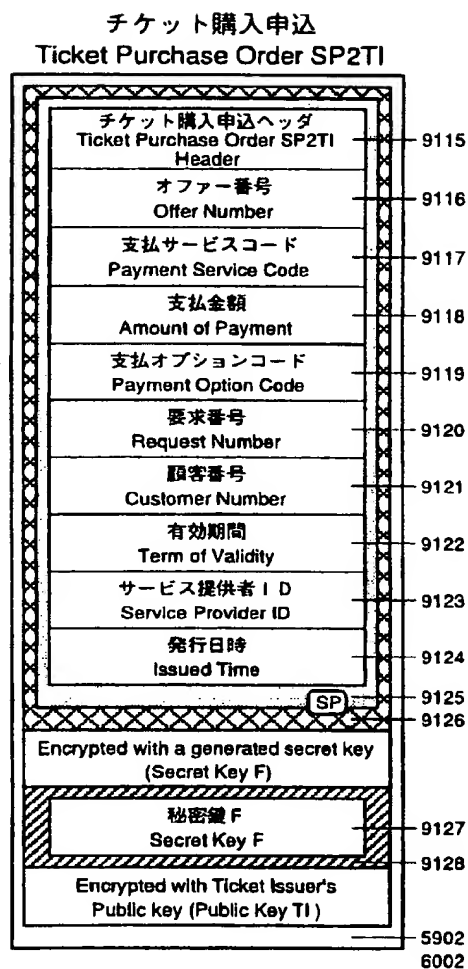 チケット購入申込
Ticket Purchase Order SP2TI
チケット購入申込ヘッダ
Ticket Purchase Order SP2TI
Header
9115
オファー番号
Offer Number
9116
支払サービスコード
Payment Service Code
9117
支払金額
Amount of Payment
9118
支払オプションコード
Payment Option Code
9119
要求番号
Request Number
9120
顧客番号
Customer Number
9121
有効期間
Term of Validity
9122
サービス提供者ID
Service Provider ID
9123
発行日時
Issued Time
9124
9125
SP
9126
Encrypted with a generated secret key
(Secret Key F)
秘密鍵F
Secret Key F
9127
9128
Encrypted with Ticket Issuer's
Public key (Public Key TI )
5902
6002